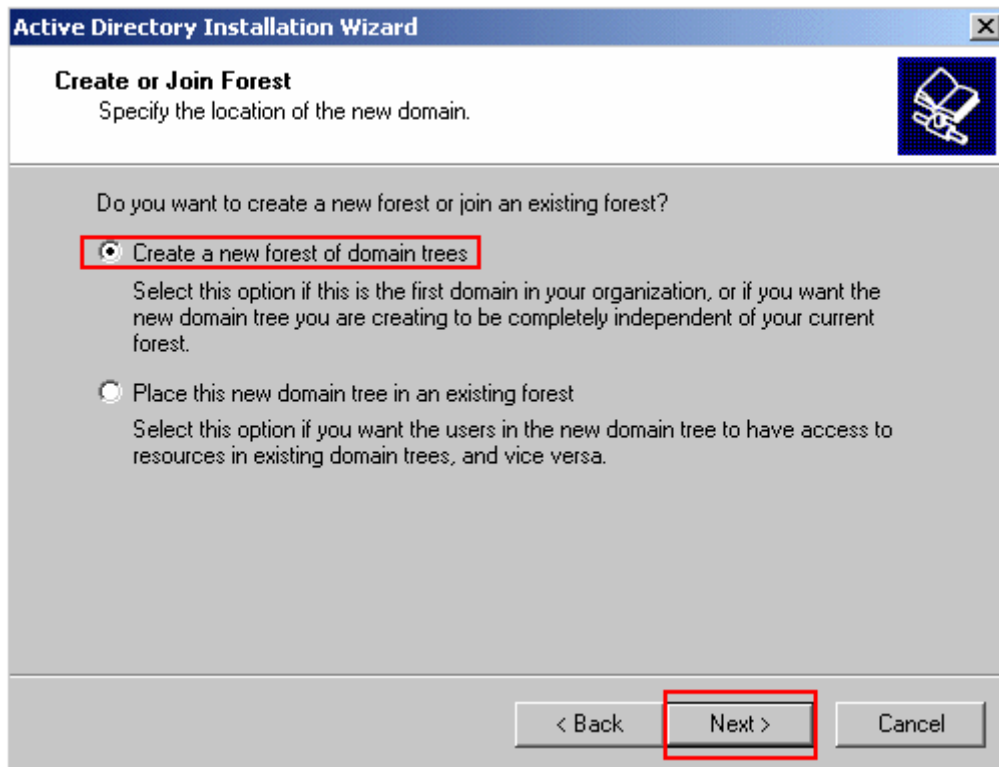 Active Directory Installation Wizard
Create or Join Forest
Specify the location of the new domain.
Do you want to create a new forest or join an existing forest?
Create a new forest of domain trees
Select this option if this is the first domain in your organization, or if you want the
new domain tree you are creating to be completely independent of your current
forest.
Place this new domain tree in an existing forest
Select this option if you want the users in the new domain tree to have access to
resources in existing domain trees, and vice versa.
< Back Next > Cancel